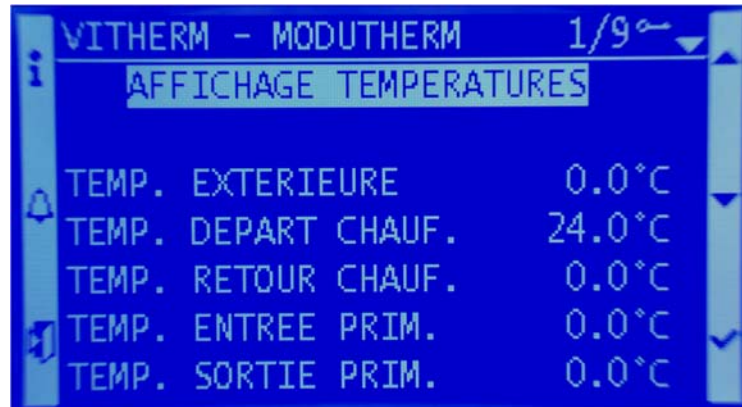 VITHERM - MODUTHERM 1/9
AFFICHAGE TEMPERATURES
TEMP. EXTERIEURE 0.0°C
TEMP. DEPART CHAUF. 24.0°C
TEMP. RETOUR CHAUF. 0.0°C
TEMP. ENTREE PRIM. 0.0°C
TEMP. SORTIE PRIM. 0.0°C